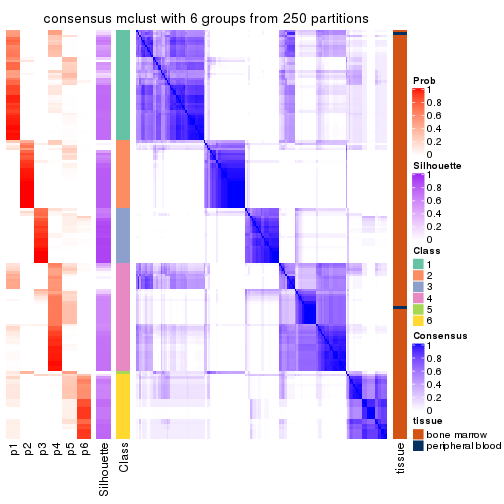 consensus mclust with 6 groups from 250 partitions
Prob
1
0.8
0.6
0.4
0.2
0
Silhouette
1
0.8
0.6
0.4
0.2
0
Class
1
2
3
4
5
6
Consensus
1
0.8
0.6
0.4
0.2
0
tissue
bone marrow
peripheral blood
p1
p2
p3
p4
p5
p6
Silhouette
Class
tissue